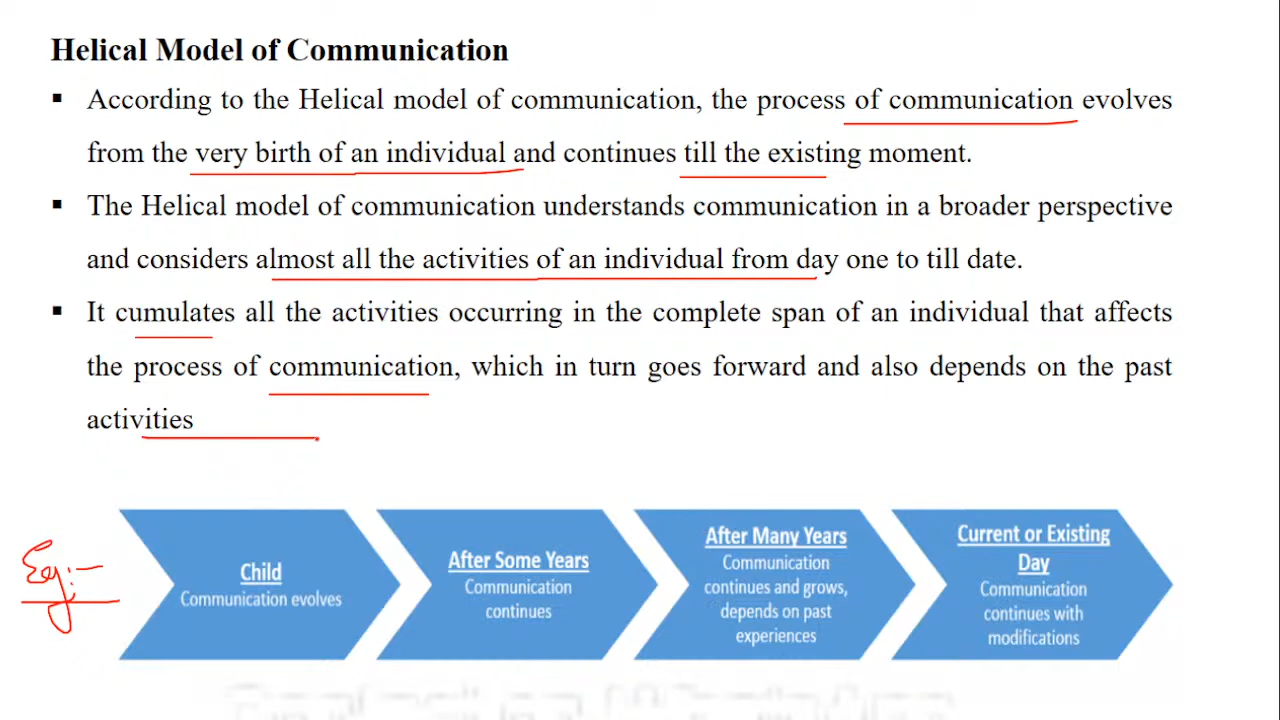 Helical Model of Communication
▪ According to the Helical model of communication, the process of communication evolves
from the very birth of an individual and continues till the existing moment.
▪ The Helical model of communication understands communication in a broader perspective
and considers almost all the activities of an individual from day one to till date.
▪ It cumulates all the activities occurring in the complete span of an individual that affects
the process of communication, which in turn goes forward and also depends on the past
activities
Eg:-
Child
Communication evolves
After Some Years
Communication
continues
After Many Years
Communication
continues and grows,
depends on past
experiences
Current or Existing
Day
Communication
continues with
modifications